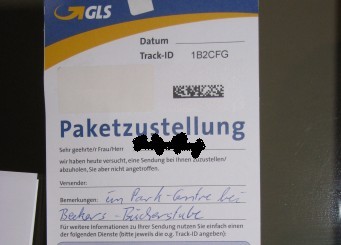 GLS
Datum
Track-ID 1B2CFG
Paketzustellung
Sehr geehrte/r Frau/Herr
wir haben heute versucht, eine Sendung bei Ihnen zuzustellen/
abzuholen, Sie aber nicht angetroffen.
Versender:
Bemerkungen: im Park-Centre bei
Beckers-Bücherstube
Für weitere Informationen zu Ihrer Sendung nutzen Sie einfach einen
der folgenden Dienste (bitte jeweils die o.g. Track-ID angeben):